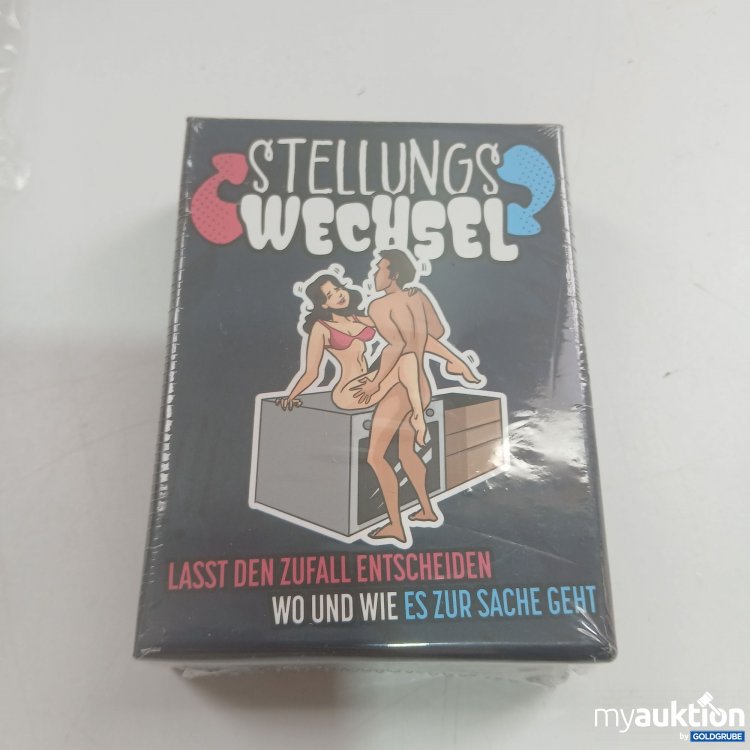 STELLUNGS
WECHSEL
LASST DEN ZUFALL ENTSCHEIDEN
WO UND WIE ES ZUR SACHE GEHT
myauktion
by GOLDGRUBE